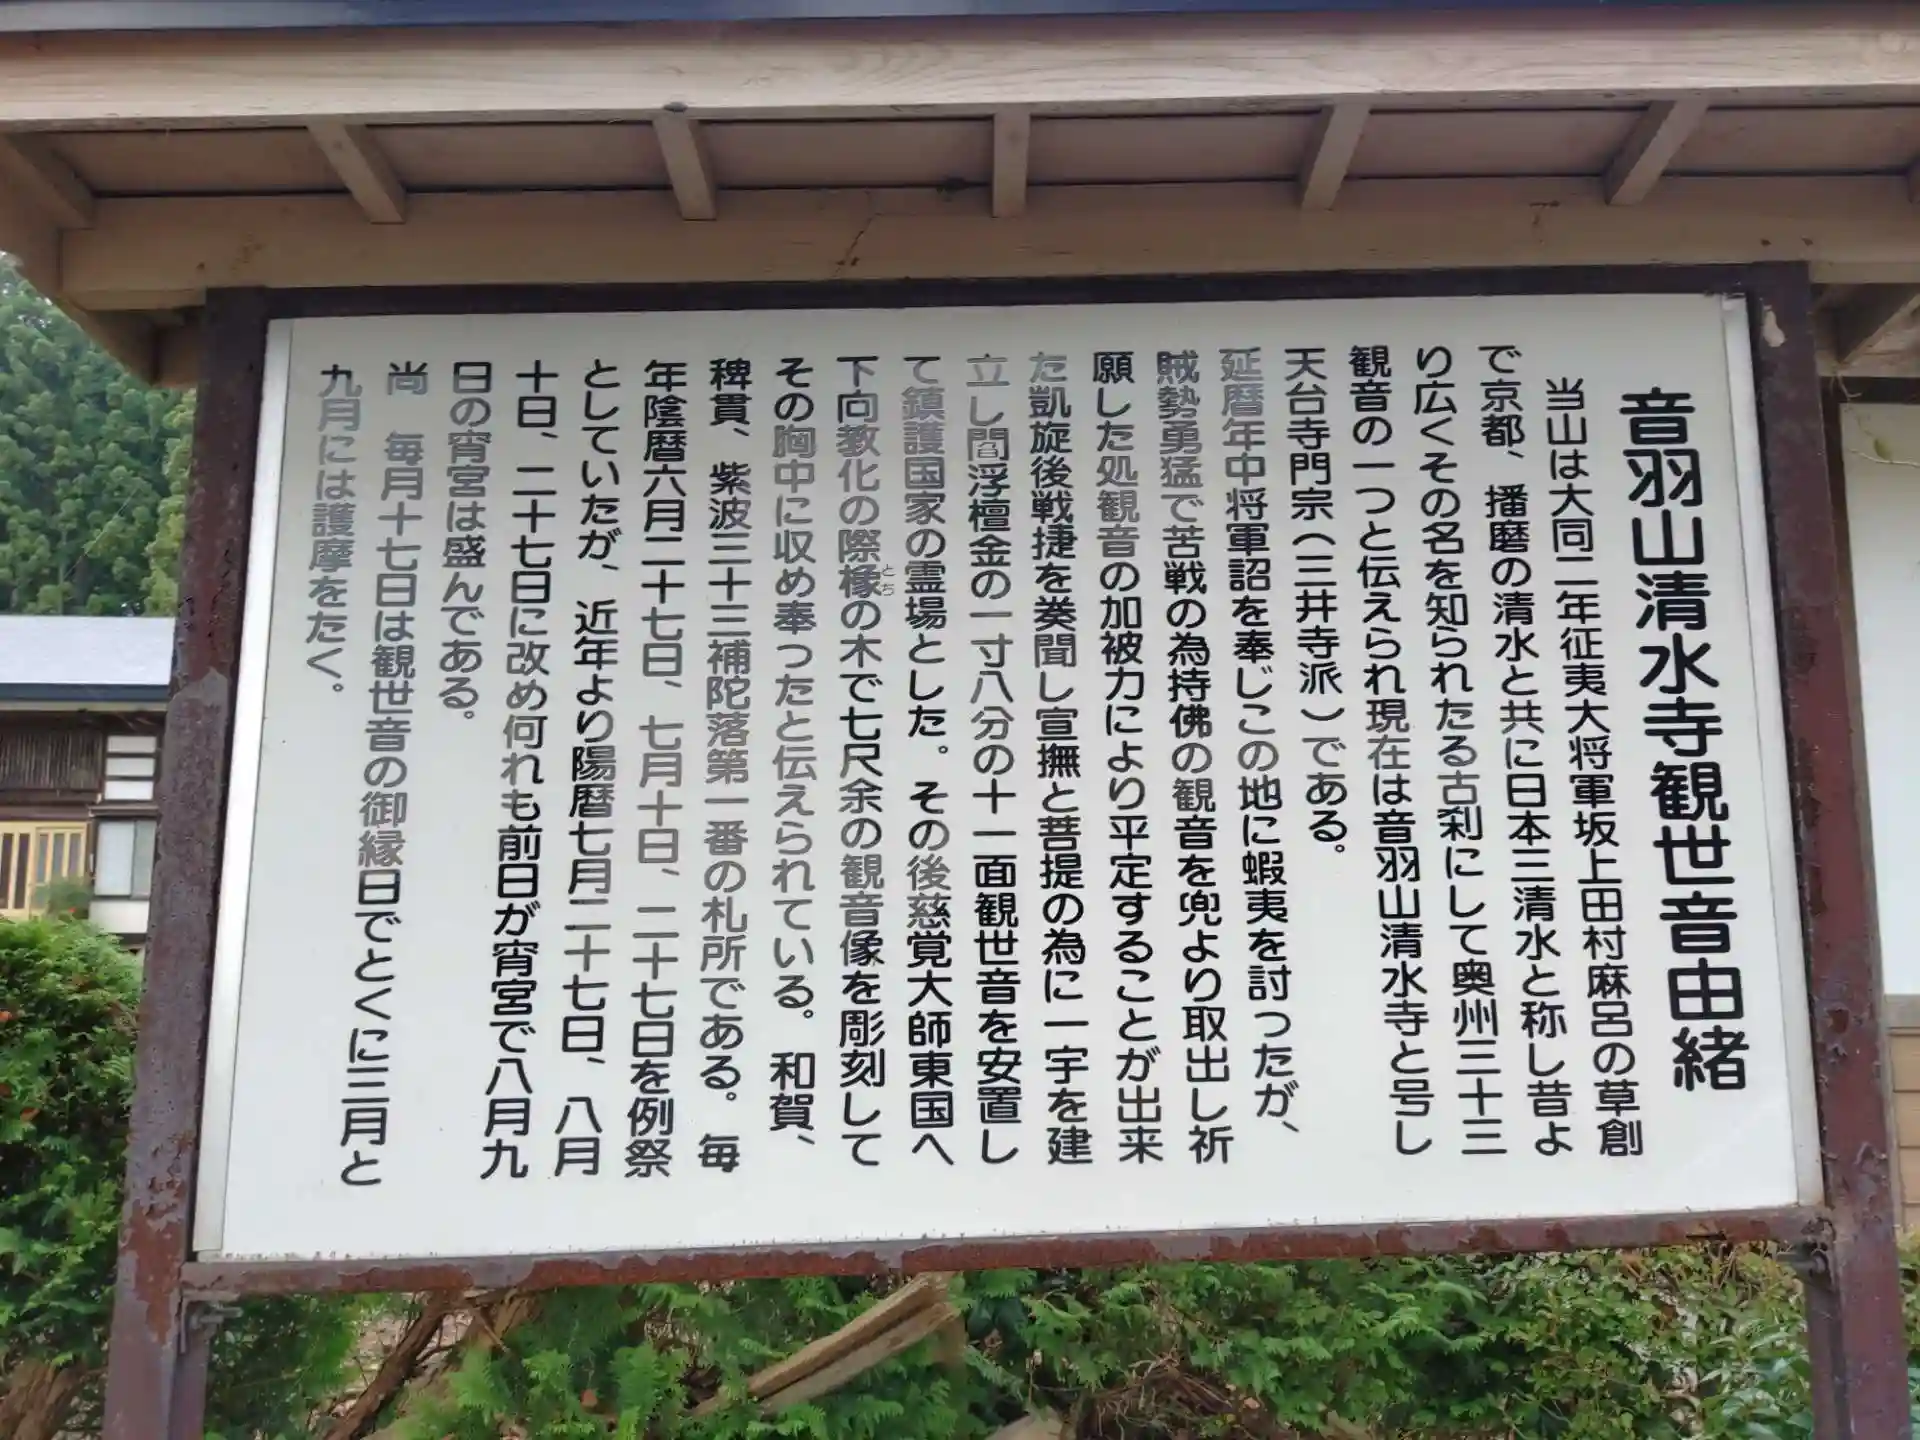 音羽山清水寺観世音由緒
当山は大同二年征夷大将軍坂上田村麻呂の草創
で京都、播磨の清水と共に日本三清水と称し昔よ
り広くその名を知られたる古刹にして奥州三十三
観音の一つと伝えられ現在は音羽山清水寺と号し
天台寺門宗（三井寺派）である。
延暦年中将軍詔を奉じこの地に蝦夷を討ったが、
賊勢勇猛で苦戦の為持佛の観音を兜より取出し祈
願した処観音の加被力により平定することが出来
た凱旋後戦捷を奏聞し宣撫と菩提の為に一宇を建
立し閻浮檀金の一寸八分の十一面観世音を安置し
て鎮護国家の霊場とした。その後慈覚大師東国へ
下向教化の際橡の木で七尺余の観音像を彫刻して
とち
その胸中に収め奉ったと伝えられている。和賀、
稗貫、紫波三十三補陀落第一番の札所である。毎
年陰暦六月二十七日、七月十日、二十七日を例祭
としていたが、近年より陽暦七月二十七日、八月
十日、二十七日に改め何れも前日が宵宮で八月九
日の宵宮は盛んである。
尚　毎月十七日は観世音の御縁日でとくに三月と
九月には護摩をたく。